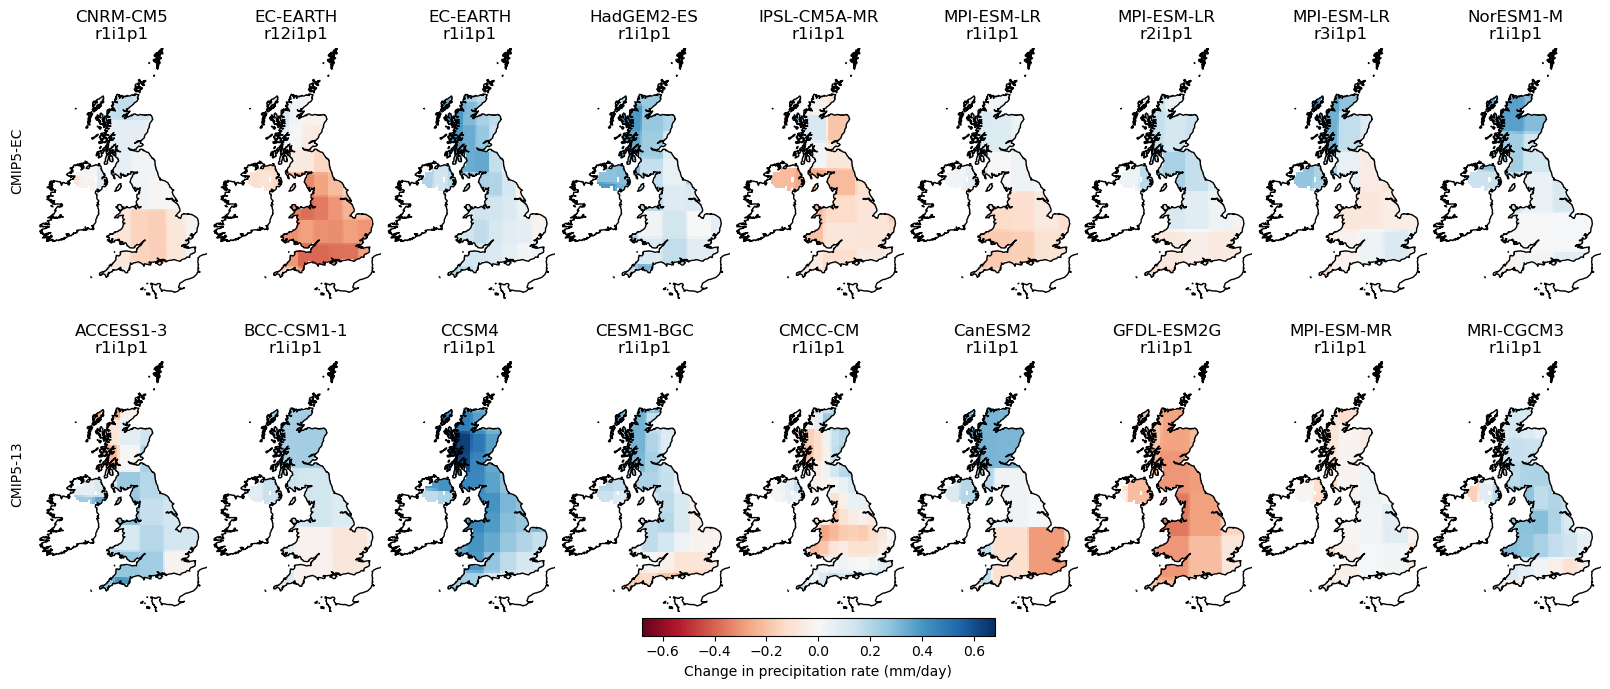 CNRM-CM5
r1i1p1
EC-EARTH
r12i1p1
EC-EARTH
r1i1p1
HadGEM2-ES
r1i1p1
IPSL-CM5A-MR
r1i1p1
MPI-ESM-LR
r1i1p1
MPI-ESM-LR
r2i1p1
MPI-ESM-LR
r3i1p1
NorESM1-M
r1i1p1
CMIP5-EC
ACCESS1-3
r1i1p1
BCC-CSM1-1
r1i1p1
CCSM4
r1i1p1
CESM1-BGC
r1i1p1
CMCC-CM
r1i1p1
CanESM2
r1i1p1
GFDL-ESM2G
r1i1p1
MPI-ESM-MR
r1i1p1
MRI-CGCM3
r1i1p1
CMIP5-13
−0.6 −0.4 −0.2 0.0 0.2 0.4 0.6
Change in precipitation rate (mm/day)